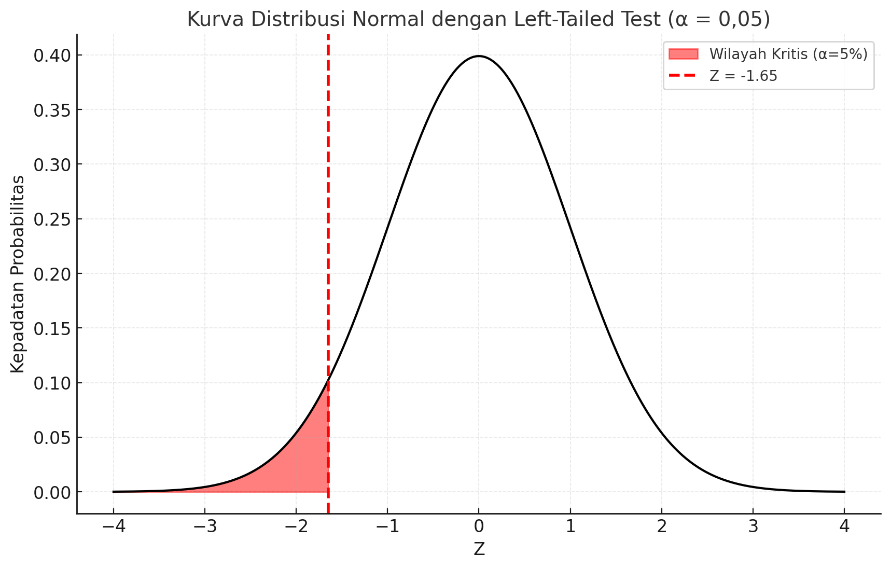 Kurva Distribusi Normal dengan Left-Tailed Test (α = 0,05)
Wilayah Kritis (α=5%)
Z = -1.65
Kepadatan Probabilitas
0.40
0.35
0.30
0.25
0.20
0.15
0.10
0.05
0.00
−4 −3 −2 −1 0 1 2 3 4
Z